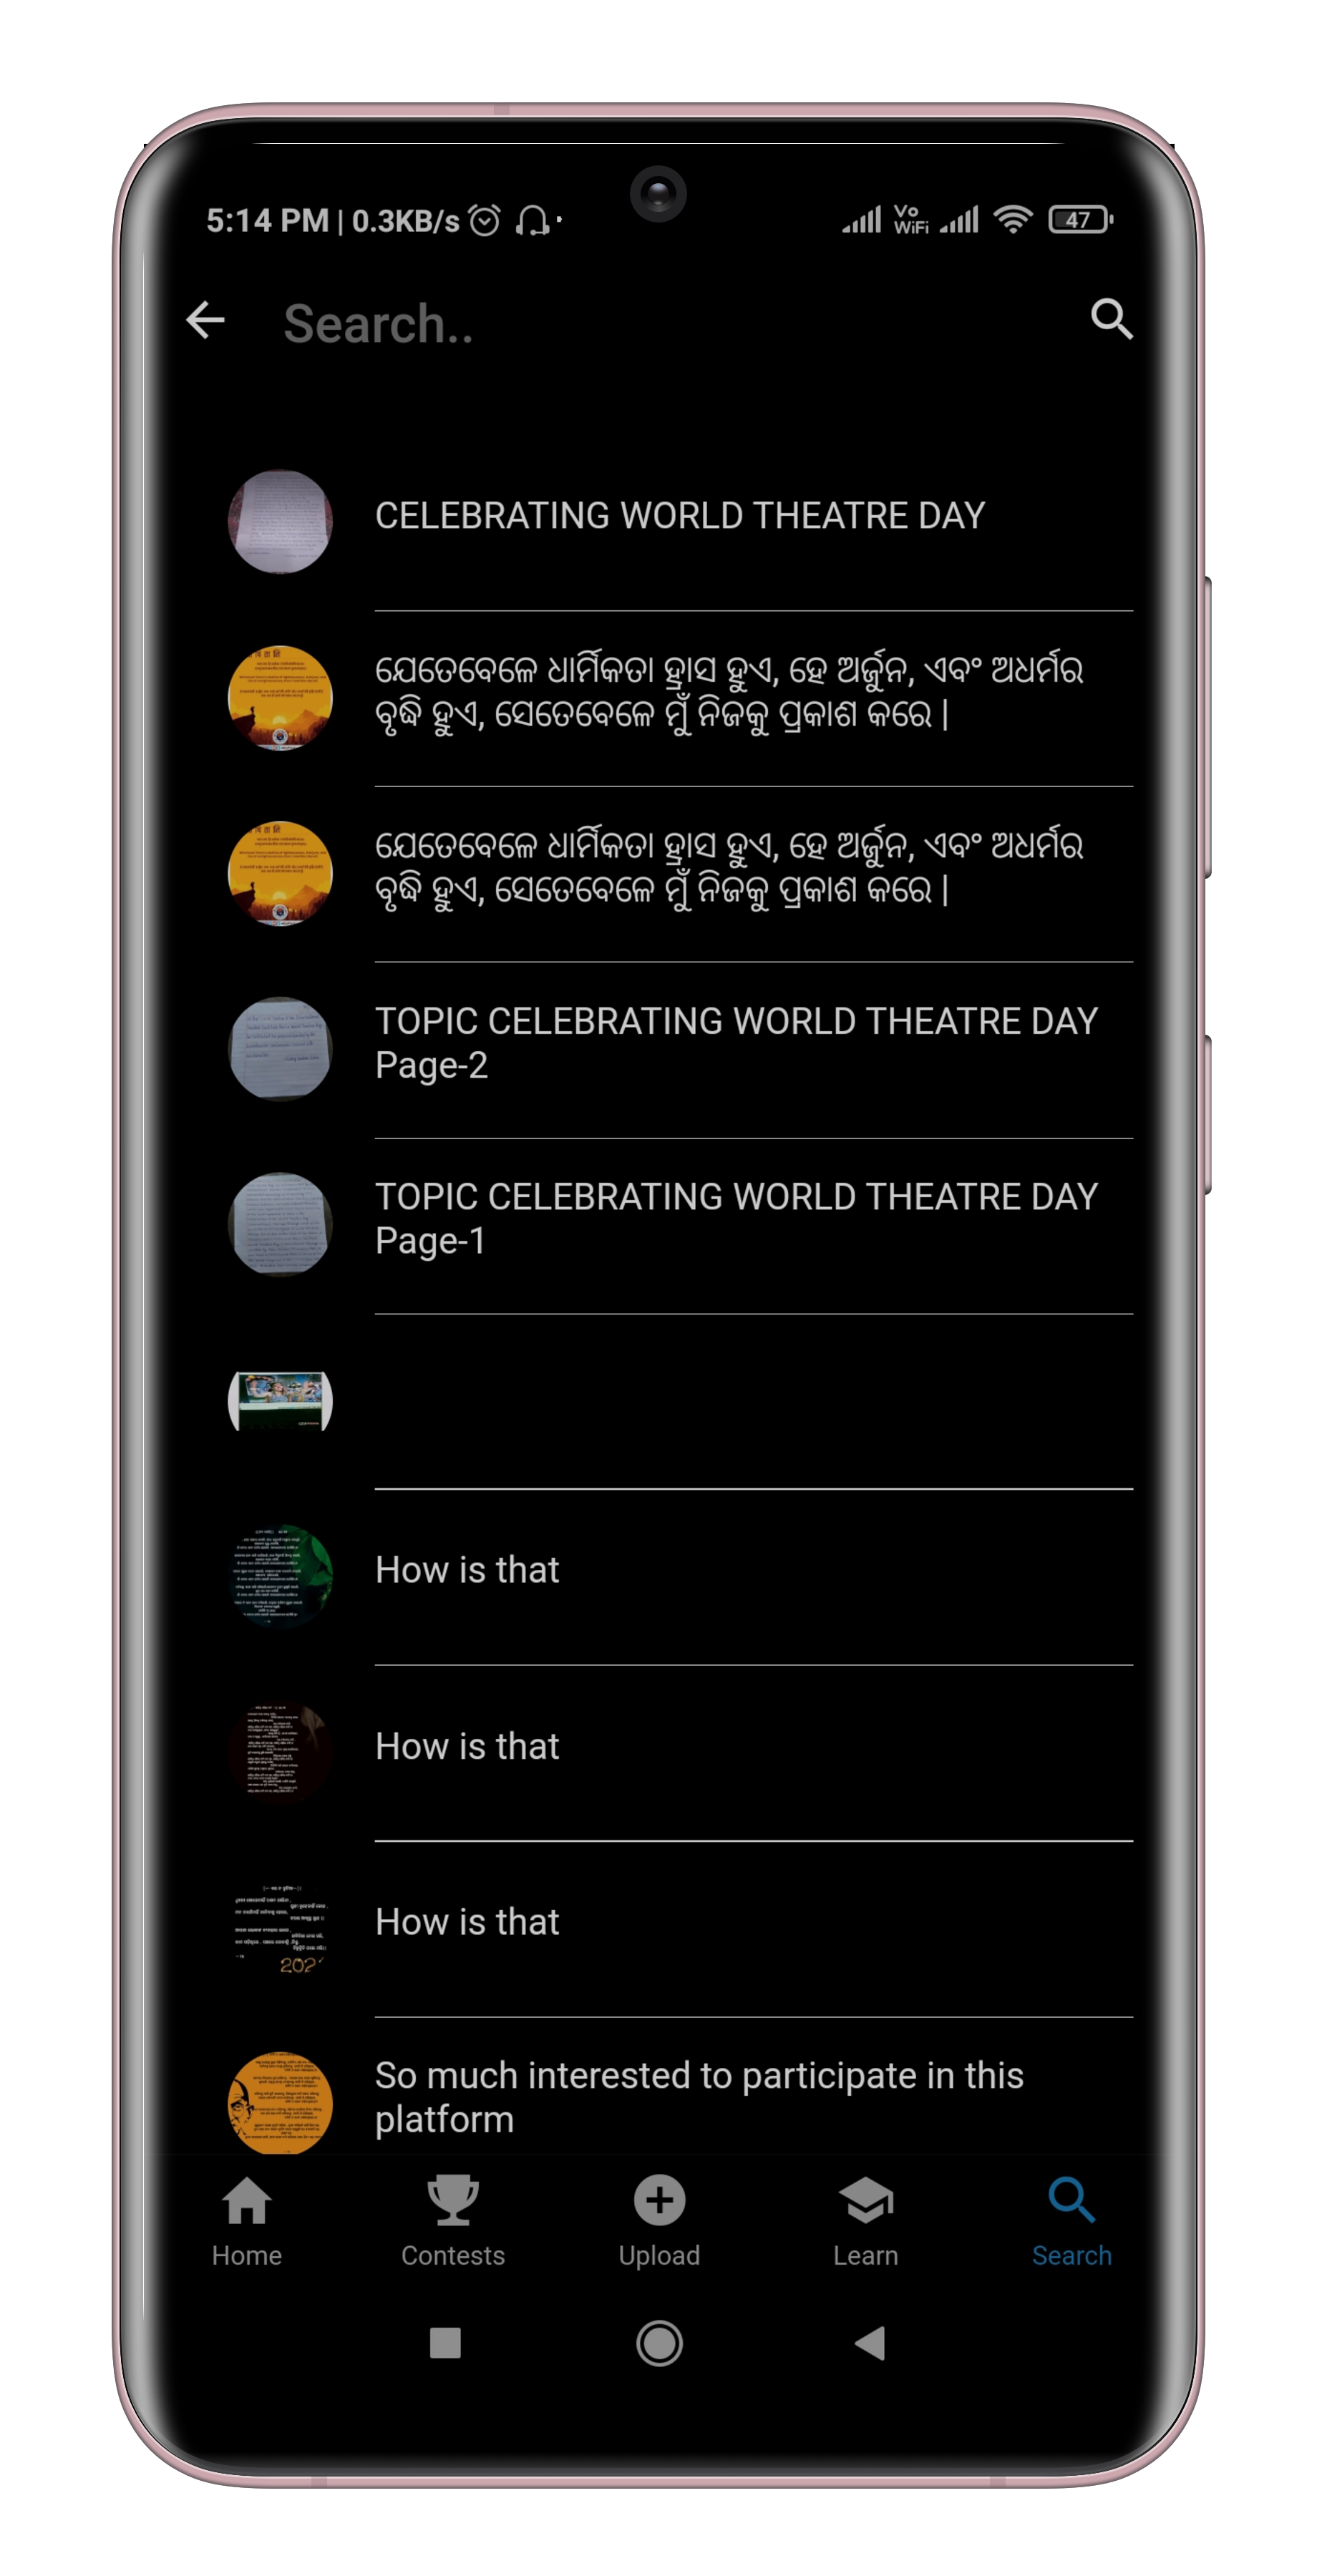 5:14 PM | 0.3KB/s
Vo
WiFi
47
Search..
CELEBRATING WORLD THEATRE DAY
ଯେତେବେଳେ ଧାର୍ମିକତା ହ୍ରାସ ହୁଏ, ହେ ଅର୍ଜୁନ, ଏବଂ ଅଧର୍ମର
ବୃଦ୍ଧି ହୁଏ, ସେତେବେଳେ ମୁଁ ନିଜକୁ ପ୍ରକାଶ କରେ |
ଯେତେବେଳେ ଧାର୍ମିକତା ହ୍ରାସ ହୁଏ, ହେ ଅର୍ଜୁନ, ଏବଂ ଅଧର୍ମର
ବୃଦ୍ଧି ହୁଏ, ସେତେବେଳେ ମୁଁ ନିଜକୁ ପ୍ରକାଶ କରେ |
TOPIC CELEBRATING WORLD THEATRE DAY
Page-2
TOPIC CELEBRATING WORLD THEATRE DAY
Page-1
How is that
How is that
How is that
So much interested to participate in this
platform
Home
Contests
Upload
Learn
Search